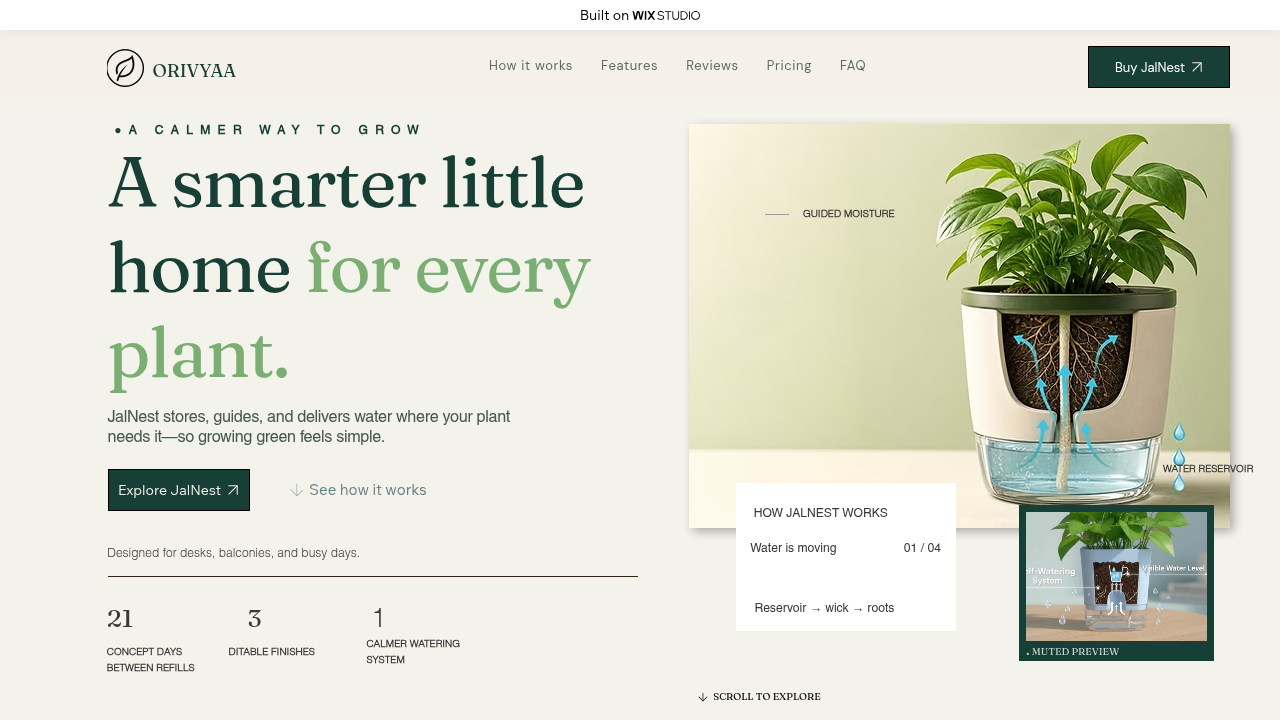 Built on WIX STUDIO
ORIVYAA
How it works
Features
Reviews
Pricing
FAQ
Buy JalNest
•A CALMER WAY TO GROW
A smarter little
home for every
plant.
JalNest stores, guides, and delivers water where your plant
needs it—so growing green feels simple.
Explore JalNest
See how it works
Designed for desks, balconies, and busy days.
21
CONCEPT DAYS
BETWEEN REFILLS
3
DITABLE FINISHES
1
CALMER WATERING
SYSTEM
GUIDED MOISTURE
WATER RESERVOIR
HOW JALNEST WORKS
Water is moving
01 / 04
Reservoir → wick → roots
elf-Watering
System
Visible Water Level
. MUTED PREVIEW
SCROLL TO EXPLORE